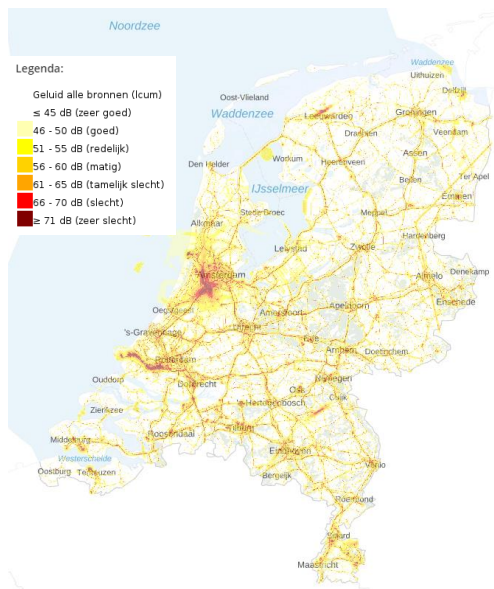 Noordzee
Legenda:
Geluid alle bronnen (lcum)
≤ 45 dB (zeer goed)
46 - 50 dB (goed)
51 - 55 dB (redelijk)
56 - 60 dB (matig)
61 - 65 dB (tamelijk slecht)
66 - 70 dB (slecht)
≥ 71 dB (zeer slecht)
Waddenzee
Uithuizen
Delfzijl
Oost-Vlieland
Waddenzee
Leeuwarden
Groningen
Drachten
Veendam
Den Helder
Workum
Heerenveen
Assen
Beilen
Ter Apel
IJsselmeer
Emmen
Stede Broec
Meppel
Alkmaar
Hardenberg
Lelystad
Zwolle
Amsterdam
Almelo
Denekamp
Enschede
Oegstgeest
Amersfoort
Apeldoorn
's-Gravenhage
Utrecht
Ede
Arnhem
Doetinchem
Rotterdam
Ouddorp
Dordrecht
Nijmegen
Oss
Cuijk
Zierikzee
's-Hertogenbosch
Middelburg
Roosendaal
Tilburg
Westerschelde
Eindhoven
Oostburg
Terneuzen
Venlo
Bergeijk
Roermond
Sittard
Maastricht